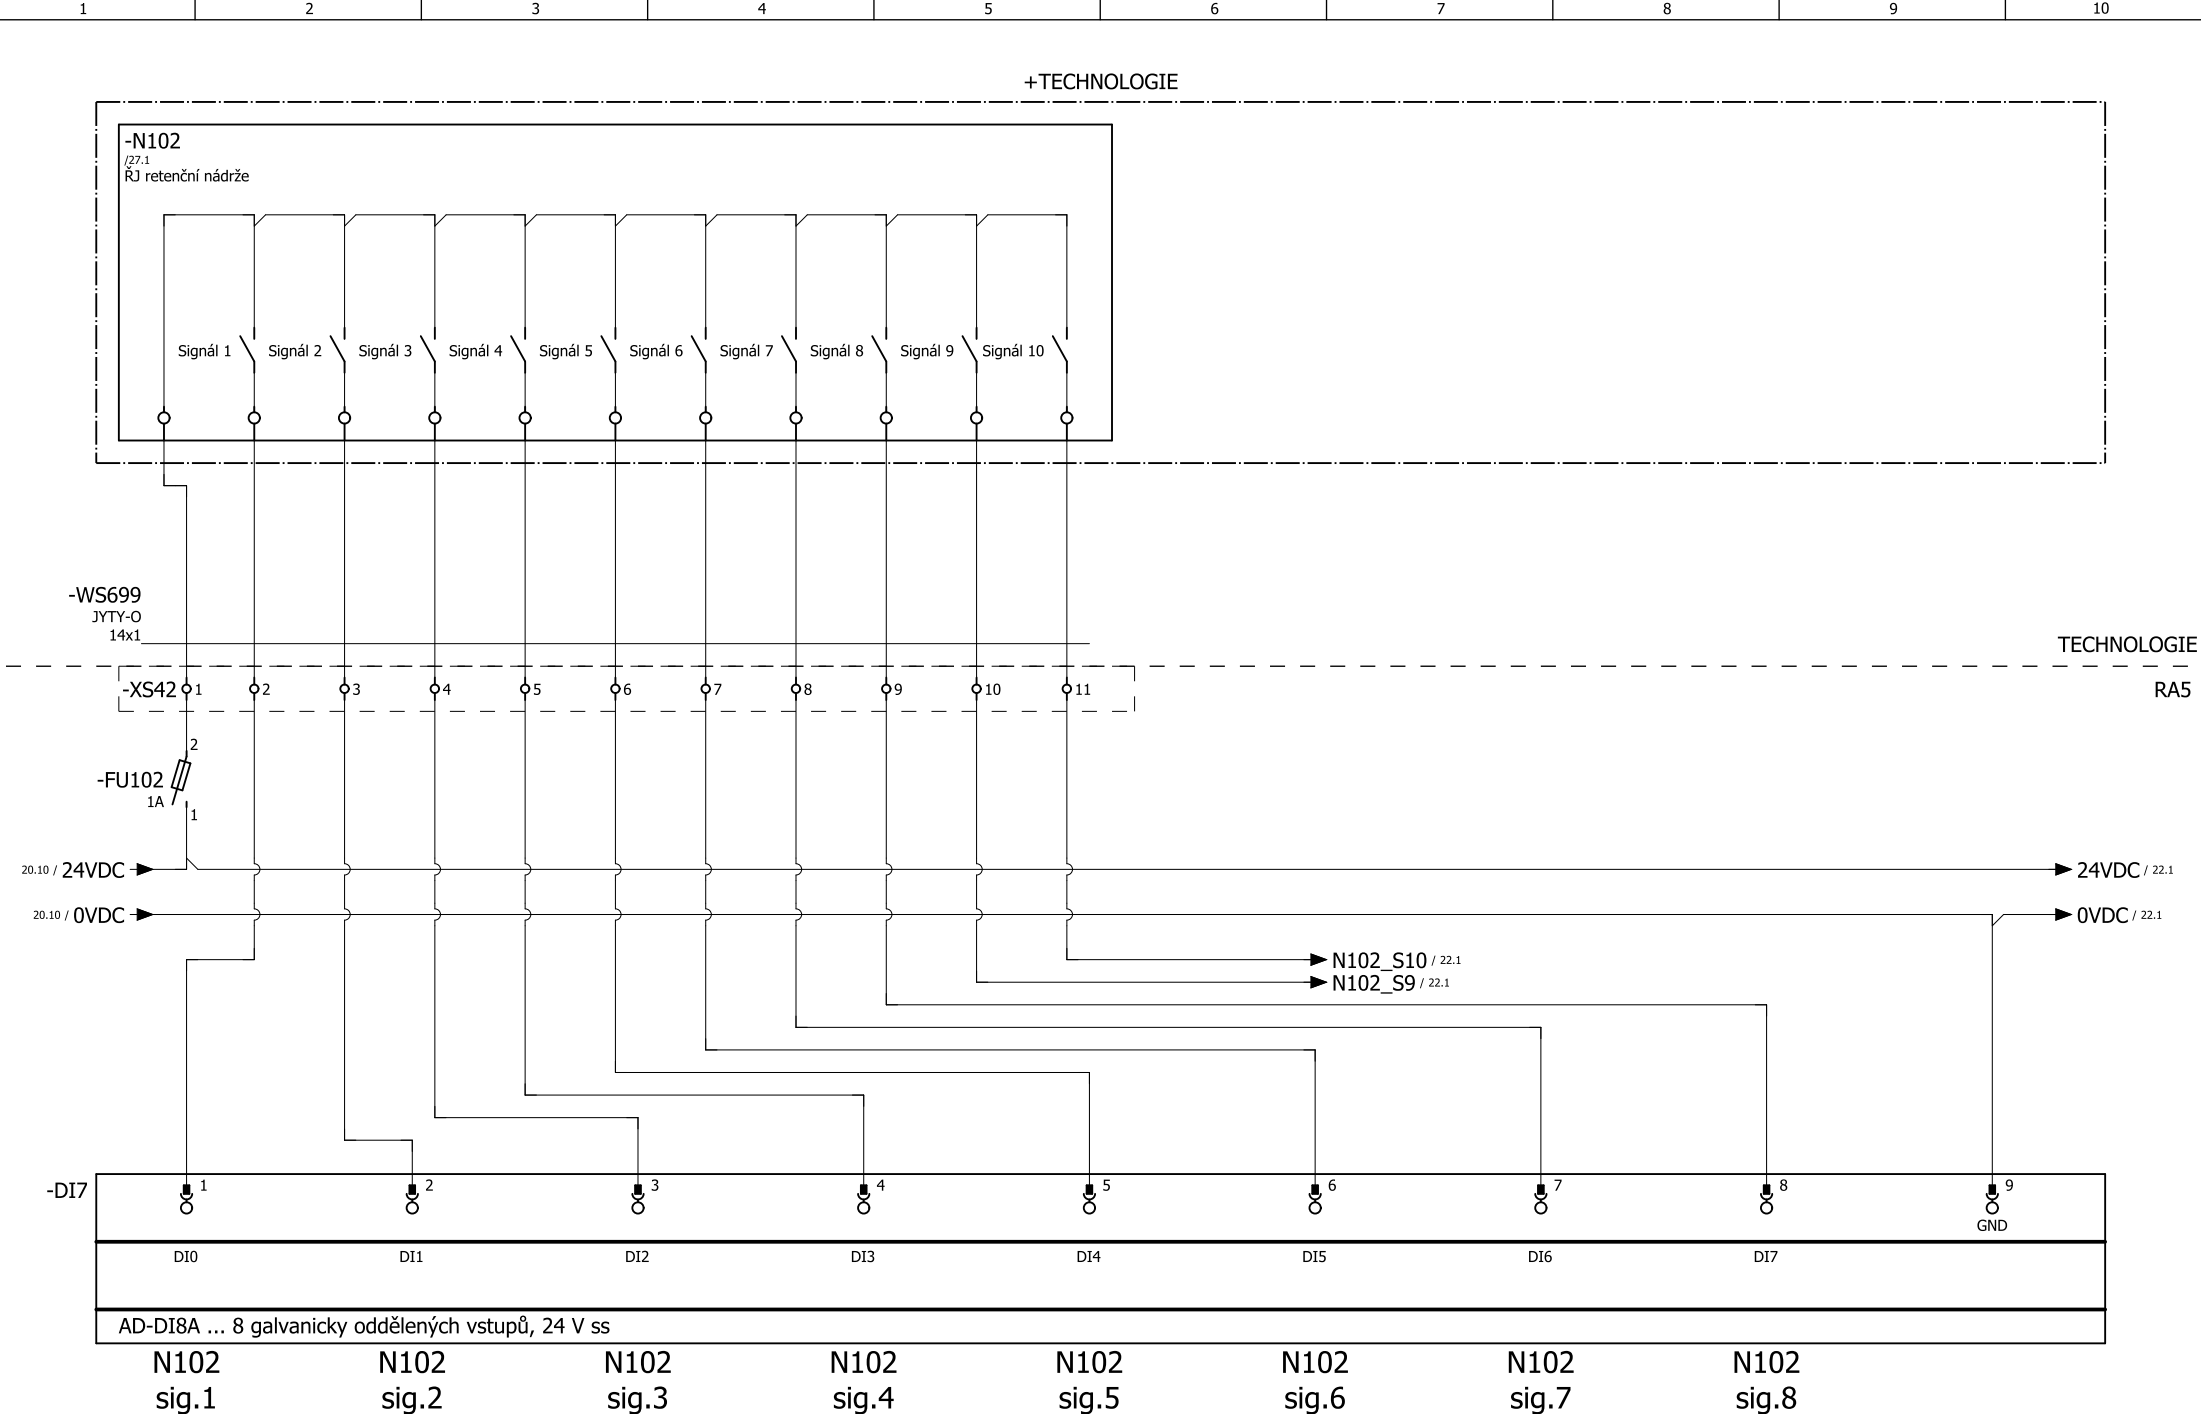 1 2 3 4 5 6 7 8 9 10
+TECHNOLOGIE
-N102
/27.1
ŘJ retenční nádrže
Signál 1 Signál 2 Signál 3 Signál 4 Signál 5 Signál 6 Signál 7 Signál 8 Signál 9 Signál 10
-WS699
JYTY-O
14x1
TECHNOLOGIE
-XS42 1 2 3 4 5 6 7 8 9 10 11
RA5
2
-FU102
1A
1
20.10 / 24VDC 24VDC / 22.1
20.10 / 0VDC 0VDC / 22.1
N102_S10 / 22.1
N102_S9 / 22.1
-DI7 1 2 3 4 5 6 7 8 9
GND
DI0 DI1 DI2 DI3 DI4 DI5 DI6 DI7
AD-DI8A ... 8 galvanicky oddělených vstupů, 24 V ss
N102 N102 N102 N102 N102 N102 N102 N102
sig.1 sig.2 sig.3 sig.4 sig.5 sig.6 sig.7 sig.8